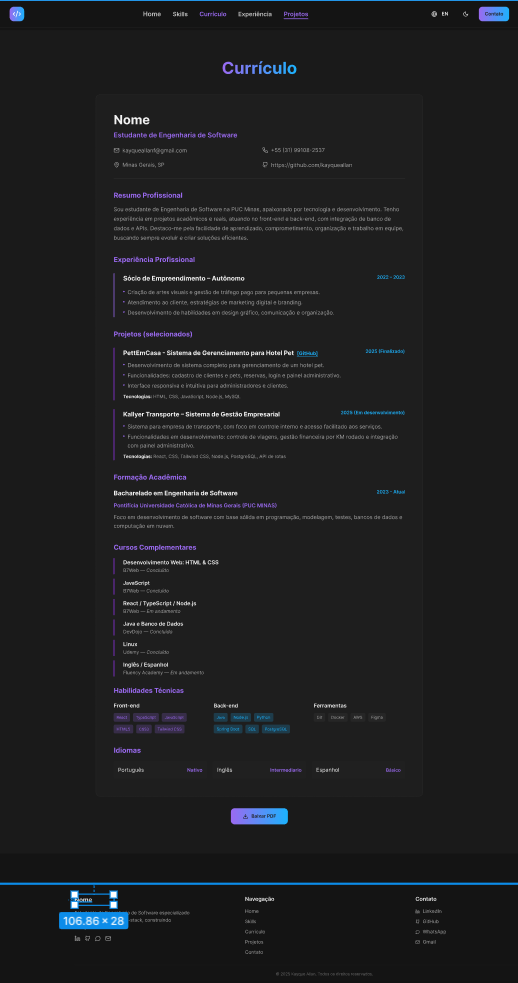 </>
Home
Skills
Currículo
Experiência
Projetos
EN
Contato
Currículo
Nome
Estudante de Engenharia de Software
kayqueallanf@gmail.com
+55 (31) 99108-2537
Minas Gerais, SP
https://github.com/kayqueallan
Resumo Profissional
Sou estudante de Engenharia de Software na PUC Minas, apaixonado por tecnologia e desenvolvimento. Tenho
experiência em projetos acadêmicos e reais, atuando no front-end e back-end, com integração de banco de
dados e APIs. Destaco-me pela facilidade de aprendizado, comprometimento, organização e trabalho em equipe,
buscando sempre evoluir e criar soluções eficientes.
Experiência Profissional
Sócio de Empreendimento – Autônomo
2022 - 2023
• Criação de artes visuais e gestão de tráfego pago para pequenas empresas.
• Atendimento ao cliente, estratégias de marketing digital e branding.
• Desenvolvimento de habilidades em design gráfico, comunicação e organização.
Projetos (selecionados)
PettEmCasa - Sistema de Gerenciamento para Hotel Pet [GitHub]
2025 (Finalizado)
• Desenvolvimento de sistema completo para gerenciamento de um hotel pet.
• Funcionalidades: cadastro de clientes e pets, reservas, login e painel administrativo.
• Interface responsiva e intuitiva para administradores e clientes.
Tecnologias: HTML, CSS, JavaScript, Node.js, MySQL
Kallyer Transporte – Sistema de Gestão Empresarial
2025 (Em desenvolvimento)
• Sistema para empresa de transporte, com foco em controle interno e acesso facilitado aos serviços.
• Funcionalidades em desenvolvimento: controle de viagens, gestão financeira por KM rodado e integração
com painel administrativo.
Tecnologias: React, CSS, Tailwind CSS, Node.js, PostgreSQL, API de rotas
Formação Acadêmica
Bacharelado em Engenharia de Software
2023 - Atual
Pontifícia Universidade Católica de Minas Gerais (PUC MINAS)
Foco em desenvolvimento de software com base sólida em programação, modelagem, testes, bancos de dados e
computação em nuvem.
Cursos Complementares
Desenvolvimento Web: HTML & CSS
B7Web — Concluído
JavaScript
B7Web — Concluído
React / TypeScript / Node.js
B7Web — Em andamento
Java e Banco de Dados
DevDojo — Concluído
Linux
Udemy — Concluído
Inglês / Espanhol
Fluency Academy — Em andamento
Habilidades Técnicas
Front-end
React
TypeScript
JavaScript
HTML5
CSS3
Tailwind CSS
Back-end
Java
Node.js
Python
Spring Boot
SQL
PostgreSQL
Ferramentas
Git
Docker
AWS
Figma
Idiomas
Português
Nativo
Inglês
Intermediário
Espanhol
Básico
Baixar PDF
Nome
de Software especializado
-stack, construindo
106.86 × 28
Navegação
Home
Skills
Currículo
Projetos
Contato
Contato
LinkedIn
GitHub
WhatsApp
Gmail
© 2025 Kayque Allan. Todos os direitos reservados.